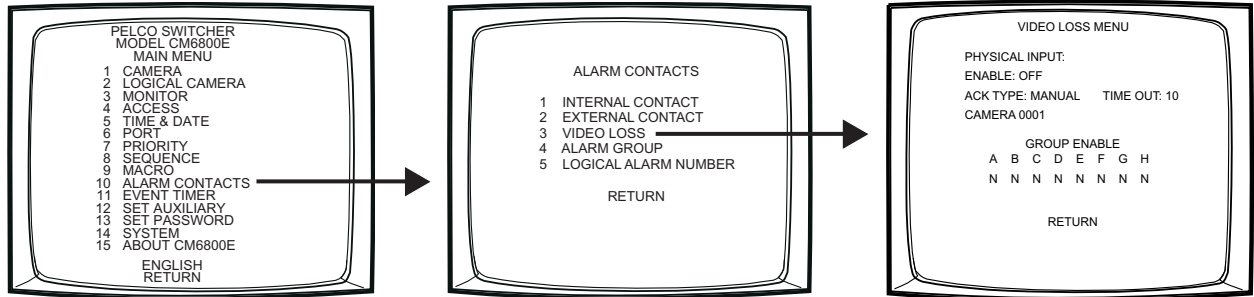 PELCO SWITCHER
MODEL CM6800E
MAIN MENU
1 CAMERA
2 LOGICAL CAMERA
3 MONITOR
4 ACCESS
5 TIME & DATE
6 PORT
7 PRIORITY
8 SEQUENCE
9 MACRO
10 ALARM CONTACTS
11 EVENT TIMER
12 SET AUXILIARY
13 SET PASSWORD
14 SYSTEM
15 ABOUT CM6800E
ENGLISH
RETURN
ALARM CONTACTS
1 INTERNAL CONTACT
2 EXTERNAL CONTACT
3 VIDEO LOSS
4 ALARM GROUP
5 LOGICAL ALARM NUMBER
RETURN
VIDEO LOSS MENU
PHYSICAL INPUT:
ENABLE: OFF
ACK TYPE: MANUAL TIME OUT: 10
CAMERA 0001
GROUP ENABLE
A B C D E F G H
N N N N N N N N
RETURN